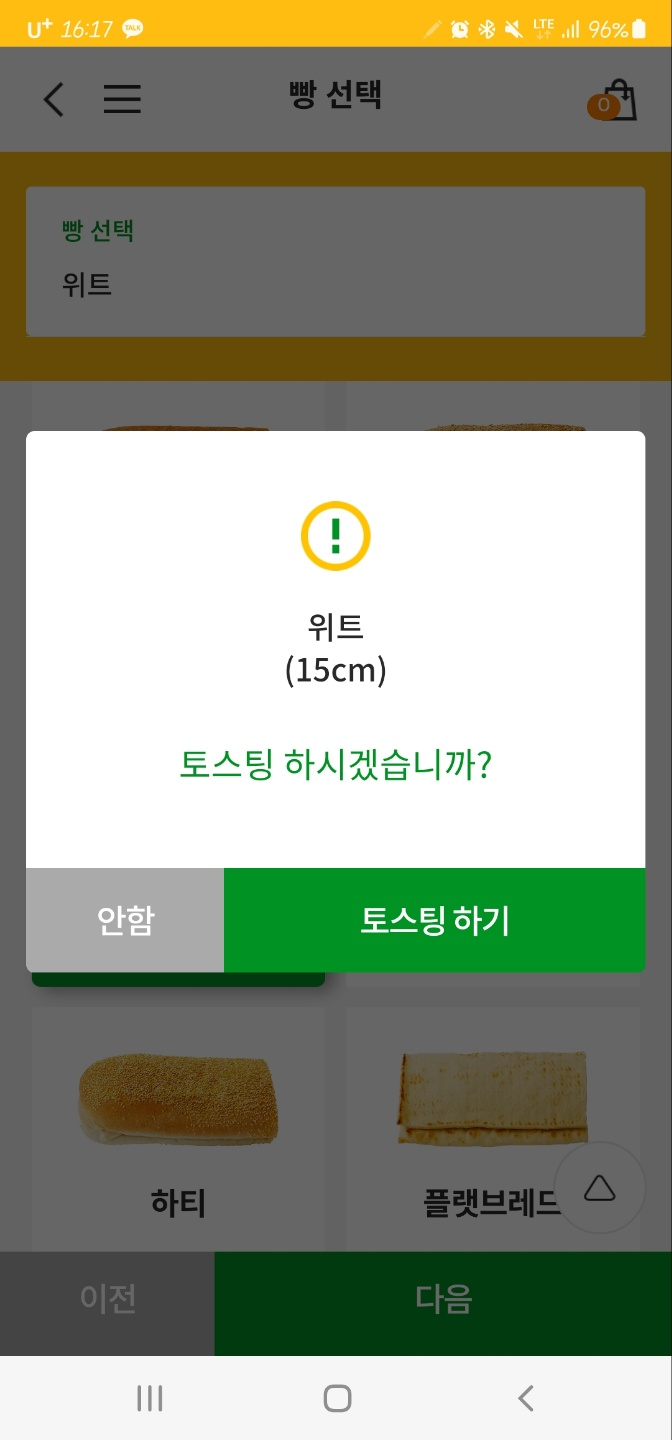 U+ 16:17 TALK LTE 96%
빵 선택
0
빵 선택
위트
위트
(15cm)
토스팅 하시겠습니까?
안함 토스팅 하기
하티 플랫브레드
이전 다음